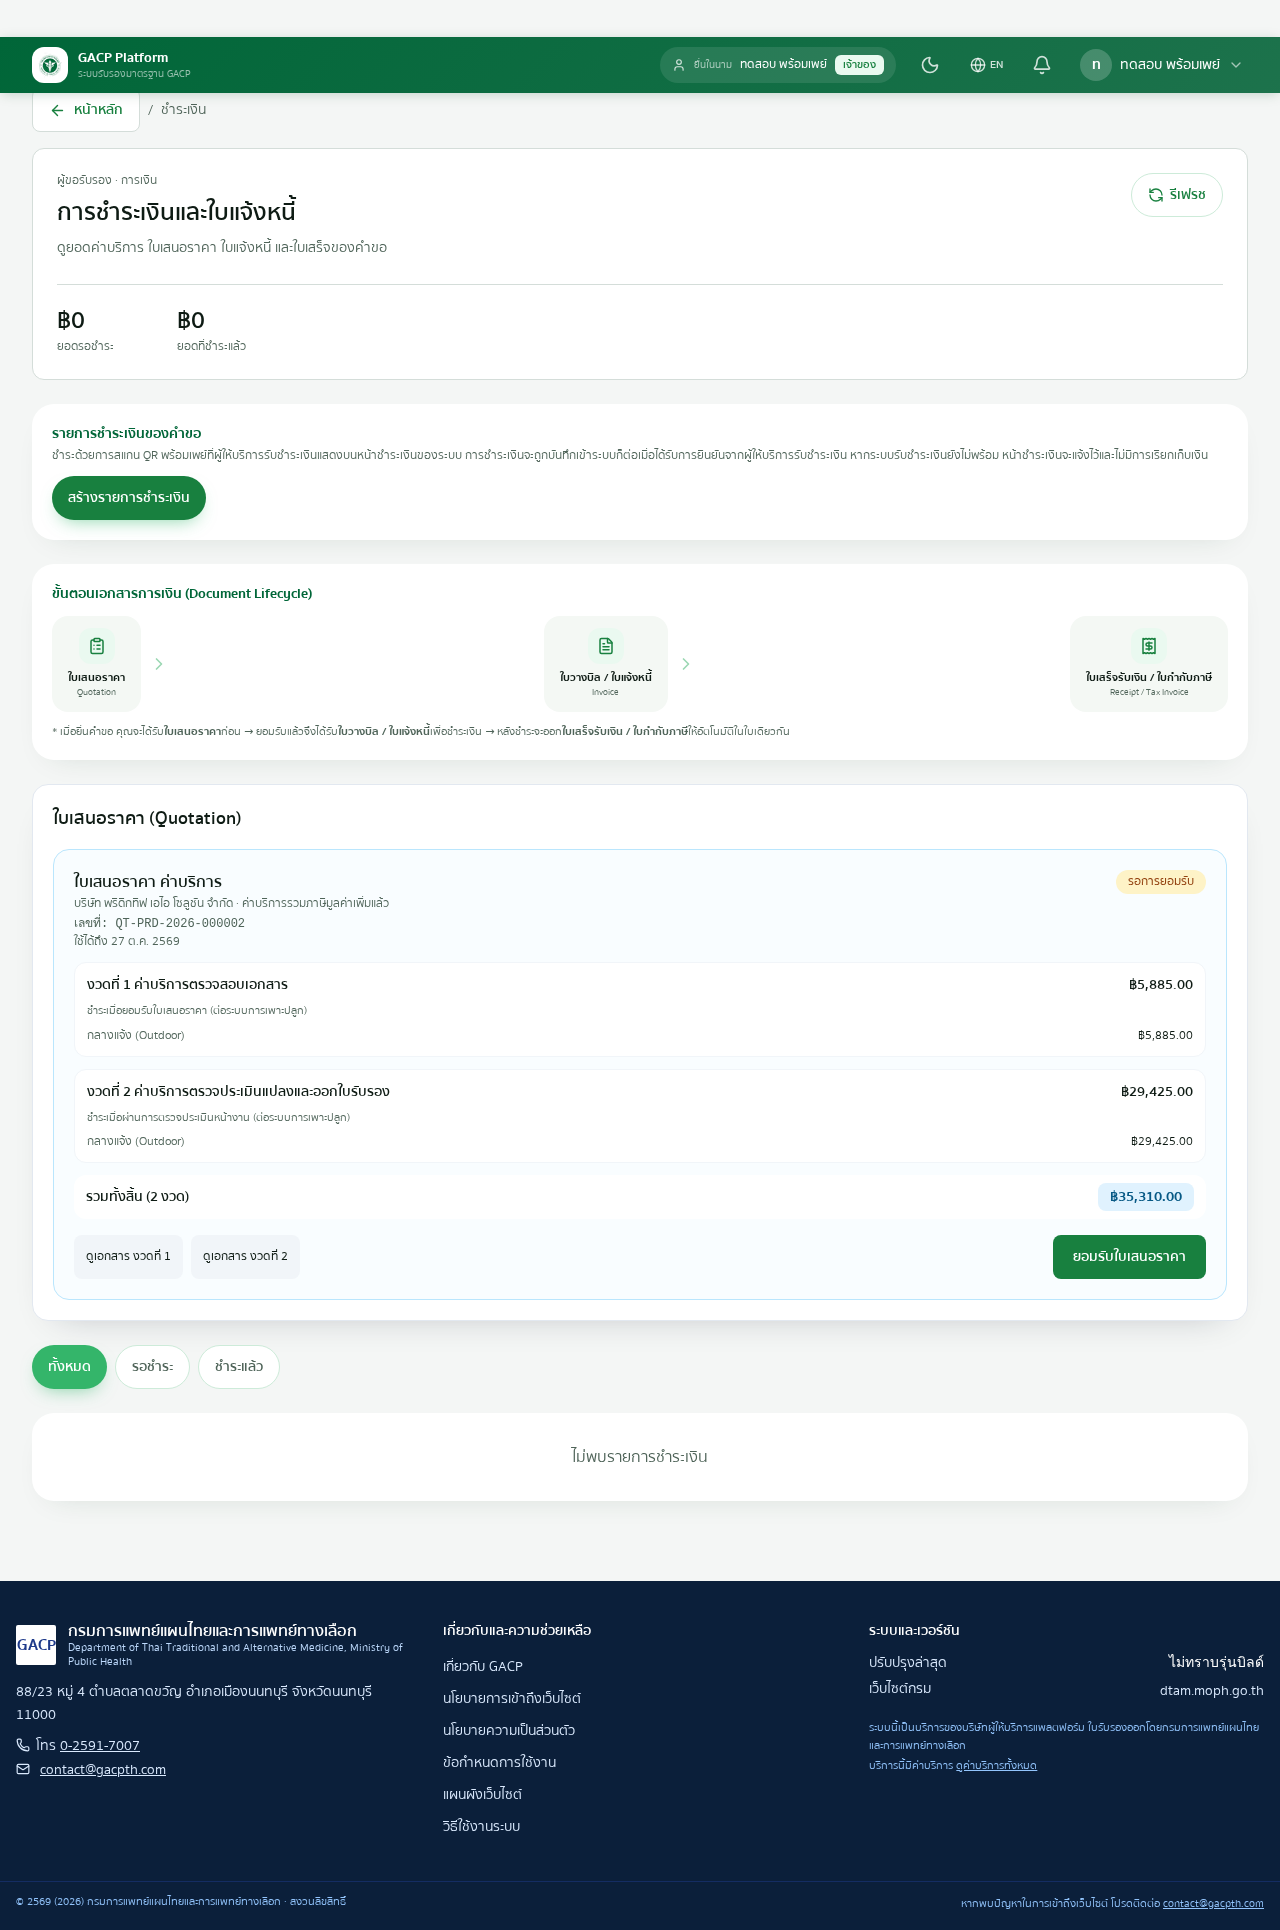 GACP Platform
ระบบรับรองมาตรฐาน GACP
ยื่นในนาม ทดสอบ พร้อมเพย์ เจ้าของ
EN
ท ทดสอบ พร้อมเพย์
หน้าหลัก / ชำระเงิน
ผู้ขอรับรอง · การเงิน
การชำระเงินและใบแจ้งหนี้
รีเฟรช
ดูยอดค่าบริการ ใบเสนอราคา ใบแจ้งหนี้ และใบเสร็จของคำขอ
฿0 ฿0
ยอดรอชำระ ยอดที่ชำระแล้ว
รายการชำระเงินของคำขอ
ชำระด้วยการสแกน QR พร้อมเพย์ที่ผู้ให้บริการรับชำระเงินแสดงบนหน้าชำระเงินของระบบ การชำระเงินจะถูกบันทึกเข้าระบบก็ต่อเมื่อได้รับการยืนยันจากผู้ให้บริการรับชำระเงิน หากระบบรับชำระเงินยังไม่พร้อม หน้าชำระเงินจะแจ้งไว้และไม่มีการเรียกเก็บเงิน
สร้างรายการชำระเงิน
ขั้นตอนเอกสารการเงิน (Document Lifecycle)
ใบเสนอราคา ใบวางบิล / ใบแจ้งหนี้ ใบเสร็จรับเงิน / ใบกำกับภาษี
Quotation Invoice Receipt / Tax Invoice
* เมื่อยื่นคำขอ คุณจะได้รับใบเสนอราคาก่อน → ยอมรับแล้วจึงได้รับใบวางบิล / ใบแจ้งหนี้เพื่อชำระเงิน → หลังชำระจะออกใบเสร็จรับเงิน / ใบกำกับภาษีให้อัตโนมัติในใบเดียวกัน
ใบเสนอราคา (Quotation)
ใบเสนอราคา ค่าบริการ
รอการยอมรับ
บริษัท พรีดิกทิฟ เอไอ โซลูชัน จำกัด · ค่าบริการรวมภาษีมูลค่าเพิ่มแล้ว
เลขที่: QT-PRD-2026-000002
ใช้ได้ถึง 27 ต.ค. 2569
งวดที่ 1 ค่าบริการตรวจสอบเอกสาร ฿5,885.00
ชำระเมื่อยอมรับใบเสนอราคา (ต่อระบบการเพาะปลูก)
กลางแจ้ง (Outdoor) ฿5,885.00
งวดที่ 2 ค่าบริการตรวจประเมินแปลงและออกใบรับรอง ฿29,425.00
ชำระเมื่อผ่านการตรวจประเมินหน้างาน (ต่อระบบการเพาะปลูก)
กลางแจ้ง (Outdoor) ฿29,425.00
รวมทั้งสิ้น (2 งวด) ฿35,310.00
ดูเอกสาร งวดที่ 1 ดูเอกสาร งวดที่ 2 ยอมรับใบเสนอราคา
ทั้งหมด รอชำระ ชำระแล้ว
ไม่พบรายการชำระเงิน
GACP
กรมการแพทย์แผนไทยและการแพทย์ทางเลือก
Department of Thai Traditional and Alternative Medicine, Ministry of
Public Health
88/23 หมู่ 4 ตำบลตลาดขวัญ อำเภอเมืองนนทบุรี จังหวัดนนทบุรี
11000
โทร 0-2591-7007
contact@gacpth.com
เกี่ยวกับและความช่วยเหลือ
เกี่ยวกับ GACP
นโยบายการเข้าถึงเว็บไซต์
นโยบายความเป็นส่วนตัว
ข้อกำหนดการใช้งาน
แผนผังเว็บไซต์
วิธีใช้งานระบบ
ระบบและเวอร์ชัน
ปรับปรุงล่าสุด ไม่ทราบรุ่นบิลด์
เว็บไซต์กรม dtam.moph.go.th
ระบบนี้เป็นบริการของบริษัทผู้ให้บริการแพลตฟอร์ม ใบรับรองออกโดยกรมการแพทย์แผนไทย
และการแพทย์ทางเลือก
บริการนี้มีค่าบริการ ดูค่าบริการทั้งหมด
© 2569 (2026) กรมการแพทย์แผนไทยและการแพทย์ทางเลือก · สงวนลิขสิทธิ์
หากพบปัญหาในการเข้าถึงเว็บไซต์ โปรดติดต่อ contact@gacpth.com